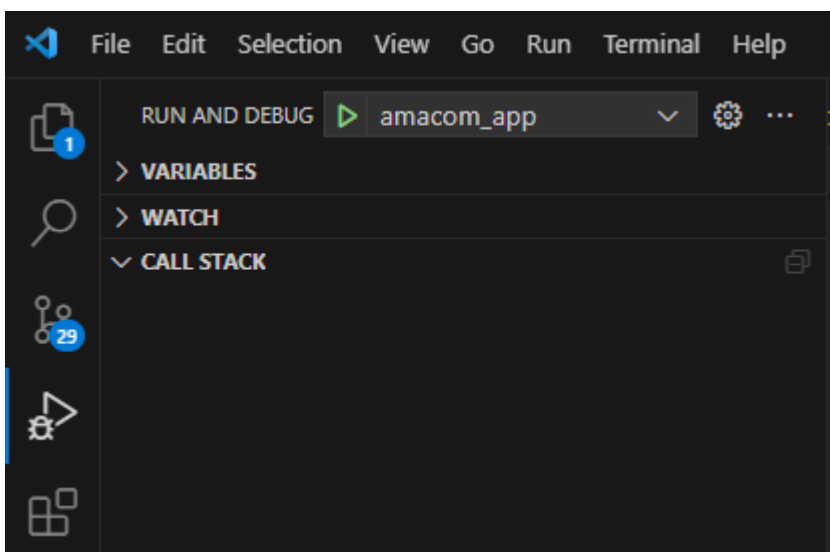 File Edit Selection View Go Run Terminal Help
RUN AND DEBUG amacom_app
1
VARIABLES
WATCH
CALL STACK
29